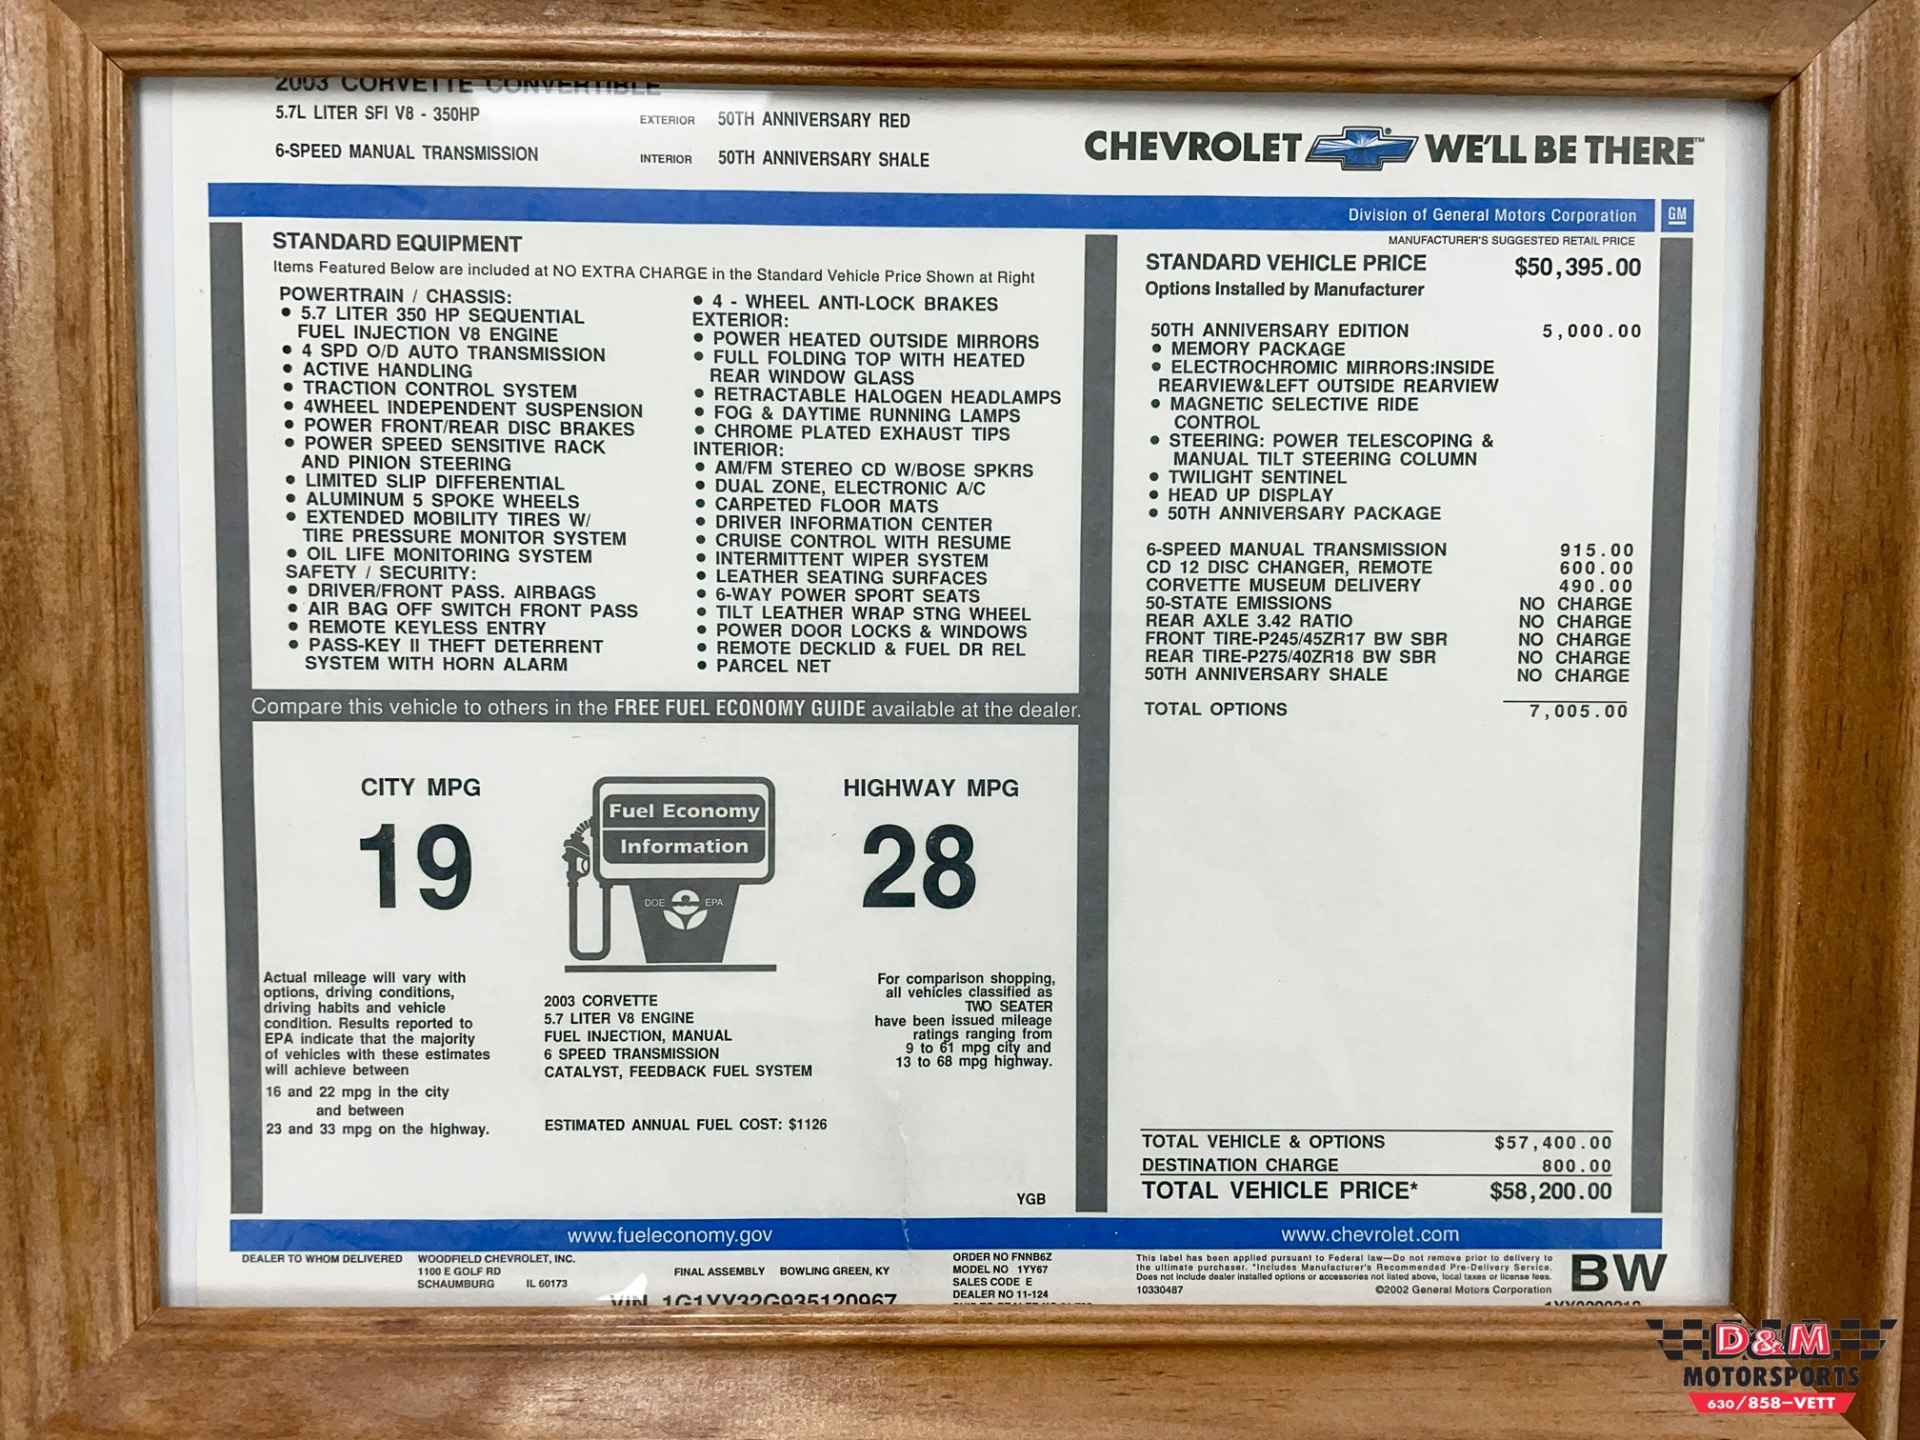 2003 CORVETTE CONVERTIBLE
5.7L LITER SFI V8 - 350HP
6-SPEED MANUAL TRANSMISSION
EXTERIOR 50TH ANNIVERSARY RED
INTERIOR 50TH ANNIVERSARY SHALE
CHEVROLET WE'LL BE THERE™
Division of General Motors Corporation GM
STANDARD EQUIPMENT
Items Featured Below are included at NO EXTRA CHARGE in the Standard Vehicle Price Shown at Right
POWERTRAIN / CHASSIS:
• 5.7 LITER 350 HP SEQUENTIAL
FUEL INJECTION V8 ENGINE
• 4 SPD O/D AUTO TRANSMISSION
• ACTIVE HANDLING
• TRACTION CONTROL SYSTEM
• 4WHEEL INDEPENDENT SUSPENSION
• POWER FRONT/REAR DISC BRAKES
• POWER SPEED SENSITIVE RACK
AND PINION STEERING
• LIMITED SLIP DIFFERENTIAL
• ALUMINUM 5 SPOKE WHEELS
• EXTENDED MOBILITY TIRES W/
TIRE PRESSURE MONITOR SYSTEM
• OIL LIFE MONITORING SYSTEM
SAFETY / SECURITY:
• DRIVER/FRONT PASS. AIRBAGS
• AIR BAG OFF SWITCH FRONT PASS
• REMOTE KEYLESS ENTRY
• PASS-KEY II THEFT DETERRENT
SYSTEM WITH HORN ALARM
• 4 - WHEEL ANTI-LOCK BRAKES
EXTERIOR:
• POWER HEATED OUTSIDE MIRRORS
• FULL FOLDING TOP WITH HEATED
REAR WINDOW GLASS
• RETRACTABLE HALOGEN HEADLAMPS
• FOG & DAYTIME RUNNING LAMPS
• CHROME PLATED EXHAUST TIPS
INTERIOR:
• AM/FM STEREO CD W/BOSE SPKRS
• DUAL ZONE, ELECTRONIC A/C
• CARPETED FLOOR MATS
• DRIVER INFORMATION CENTER
• CRUISE CONTROL WITH RESUME
• INTERMITTENT WIPER SYSTEM
• LEATHER SEATING SURFACES
• 6-WAY POWER SPORT SEATS
• TILT LEATHER WRAP STNG WHEEL
• POWER DOOR LOCKS & WINDOWS
• REMOTE DECKLID & FUEL DR REL
• PARCEL NET
MANUFACTURER'S SUGGESTED RETAIL PRICE
STANDARD VEHICLE PRICE $50,395.00
Options Installed by Manufacturer
50TH ANNIVERSARY EDITION 5,000.00
• MEMORY PACKAGE
• ELECTROCHROMIC MIRRORS:INSIDE
REARVIEW&LEFT OUTSIDE REARVIEW
• MAGNETIC SELECTIVE RIDE
CONTROL
• STEERING: POWER TELESCOPING &
MANUAL TILT STEERING COLUMN
• TWILIGHT SENTINEL
• HEAD UP DISPLAY
• 50TH ANNIVERSARY PACKAGE
6-SPEED MANUAL TRANSMISSION 915.00
CD 12 DISC CHANGER, REMOTE 600.00
CORVETTE MUSEUM DELIVERY 490.00
50-STATE EMISSIONS NO CHARGE
REAR AXLE 3.42 RATIO NO CHARGE
FRONT TIRE-P245/45ZR17 BW SBR NO CHARGE
REAR TIRE-P275/40ZR18 BW SBR NO CHARGE
50TH ANNIVERSARY SHALE NO CHARGE
TOTAL OPTIONS 7,005.00
TOTAL VEHICLE & OPTIONS $57,400.00
DESTINATION CHARGE 800.00
TOTAL VEHICLE PRICE* $58,200.00
Compare this vehicle to others in the FREE FUEL ECONOMY GUIDE available at the dealer.
CITY MPG
19
Fuel Economy
Information
DOE EPA
HIGHWAY MPG
28
Actual mileage will vary with
options, driving conditions,
driving habits and vehicle
condition. Results reported to
EPA indicate that the majority
of vehicles with these estimates
will achieve between
16 and 22 mpg in the city
and between
23 and 33 mpg on the highway.
2003 CORVETTE
5.7 LITER V8 ENGINE
FUEL INJECTION, MANUAL
6 SPEED TRANSMISSION
CATALYST, FEEDBACK FUEL SYSTEM
ESTIMATED ANNUAL FUEL COST: $1126
For comparison shopping,
all vehicles classified as
TWO SEATER
have been issued mileage
ratings ranging from
9 to 61 mpg city and
13 to 68 mpg highway.
YGB
www.fueleconomy.gov
www.chevrolet.com
DEALER TO WHOM DELIVERED WOODFIELD CHEVROLET, INC.
1100 E GOLF RD
SCHAUMBURG IL 60173
FINAL ASSEMBLY BOWLING GREEN, KY
VIN 1G1YY32G935120967
ORDER NO FNNB6Z
MODEL NO 1YY67
SALES CODE E
DEALER NO 11-124
This label has been applied pursuant to Federal law—Do not remove prior to delivery to
the ultimate purchaser. *Includes Manufacturer's Recommended Pre-Delivery Service.
Does not include dealer installed options or accessories not listed above, local taxes or license fees.
10330487 ©2002 General Motors Corporation
BW
D&M
MOTORSPORTS
630/858-VETT